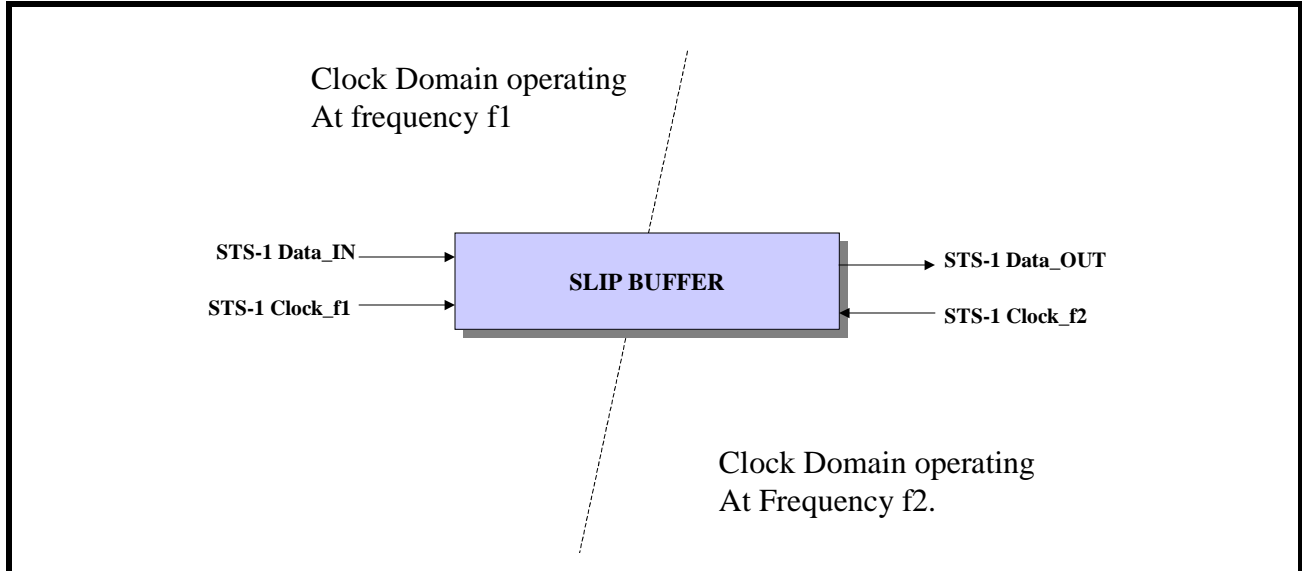 Clock Domain operating
At frequency f1
STS-1 Data_IN
STS-1 Clock_f1
SLIP BUFFER
STS-1 Data_OUT
STS-1 Clock_f2
Clock Domain operating
At Frequency f2.